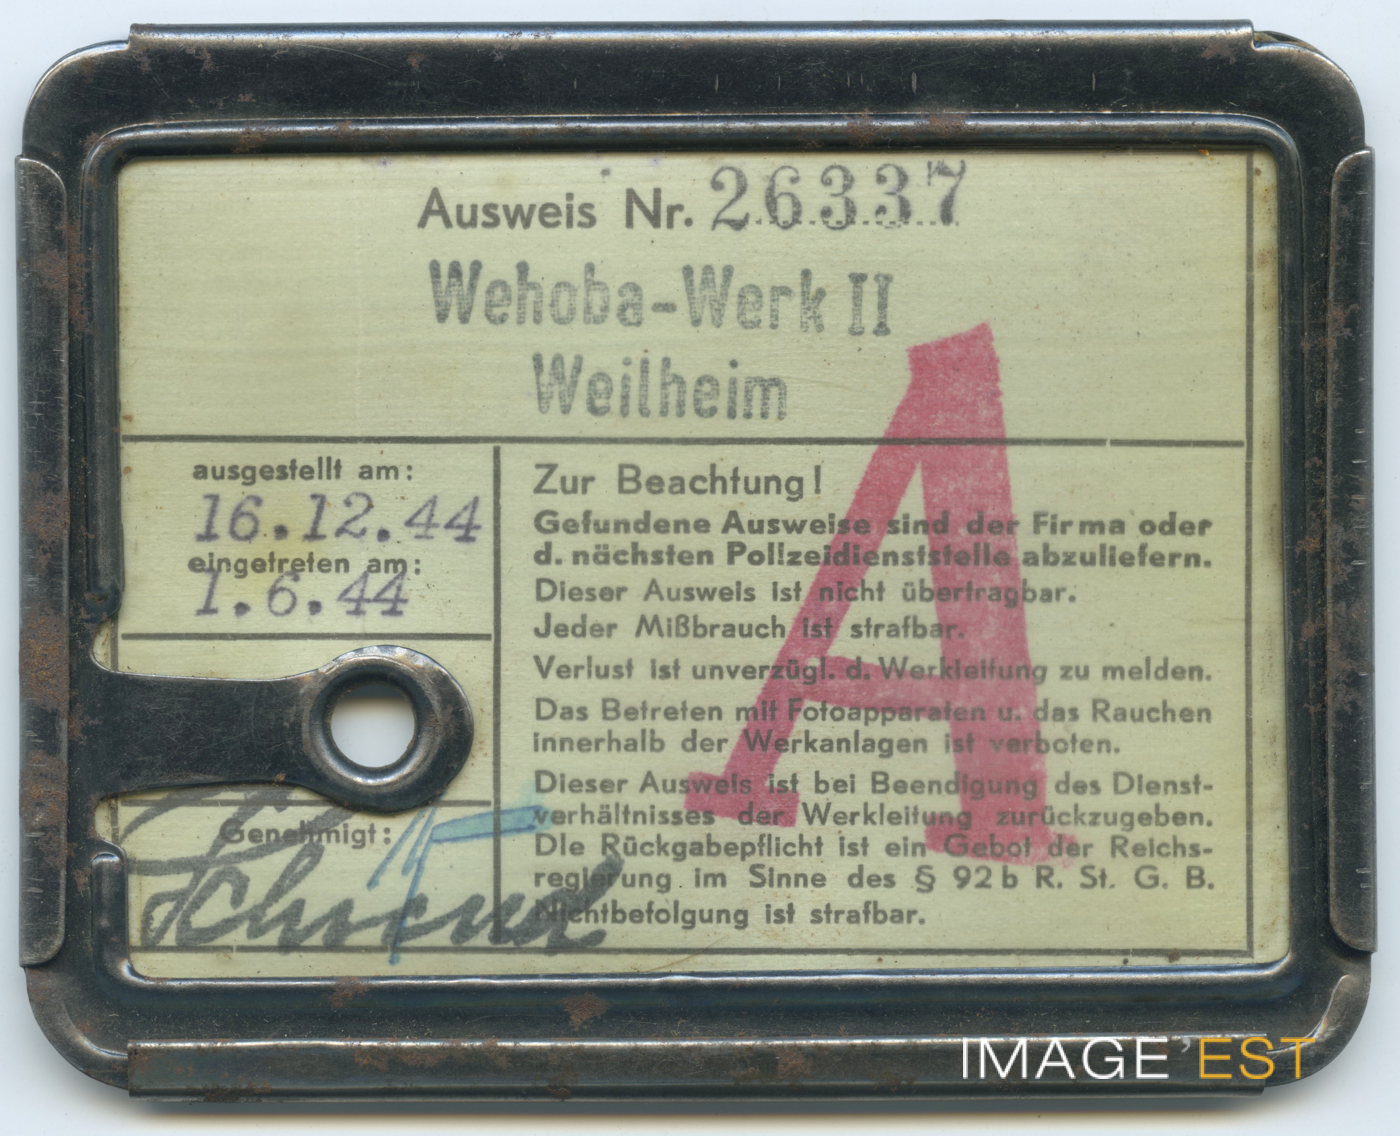 Ausweis Nr. 26337
Wehoba-Werk II
Weilheim
A
ausgestellt am:
16.12.44
eingetreten am:
1.6.44
Genehmigt:
Zur Beachtung!
Gefundene Ausweise sind der Firma oder
d. nächsten Polizeidienststelle abzuliefern.
Dieser Ausweis ist nicht übertragbar.
Jeder Mißbrauch ist strafbar.
Verlust ist unverzügl. d. Werkleitung zu melden.
Das Betreten mit Fotoapparaten u. das Rauchen
innerhalb der Werkanlagen ist verboten.
Dieser Ausweis ist bei Beendigung des Dienst-
verhältnisses der Werkleitung zurückzugeben.
Die Rückgabepflicht ist ein Gebot der Reichs-
regierung im Sinne des § 92 b R. St. G. B.
Nichtbefolgung ist strafbar.
IMAGE'EST